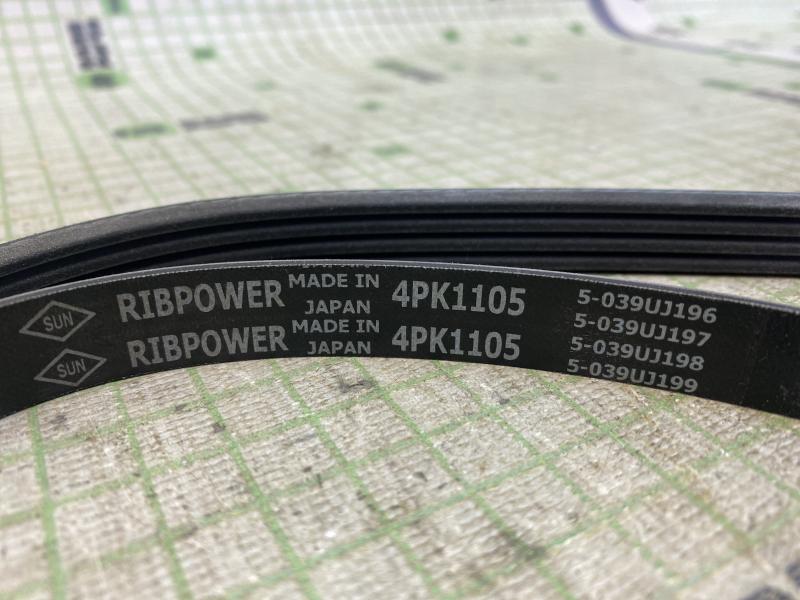 SUN RIBPOWER MADE IN JAPAN 4PK1105 5-039UJ196
5-039UJ197
SUN RIBPOWER MADE IN JAPAN 4PK1105 5-039UJ198
5-039UJ199